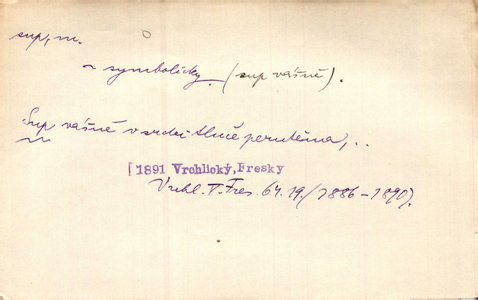 sup, m.
~ symbolicky. (sup vášně).
Sup vášně v srdci tluče perutěma, ..
[1891 Vrchlický, Fresky
Vrchl. V. Fres. 64. 19. /1886–1890/.